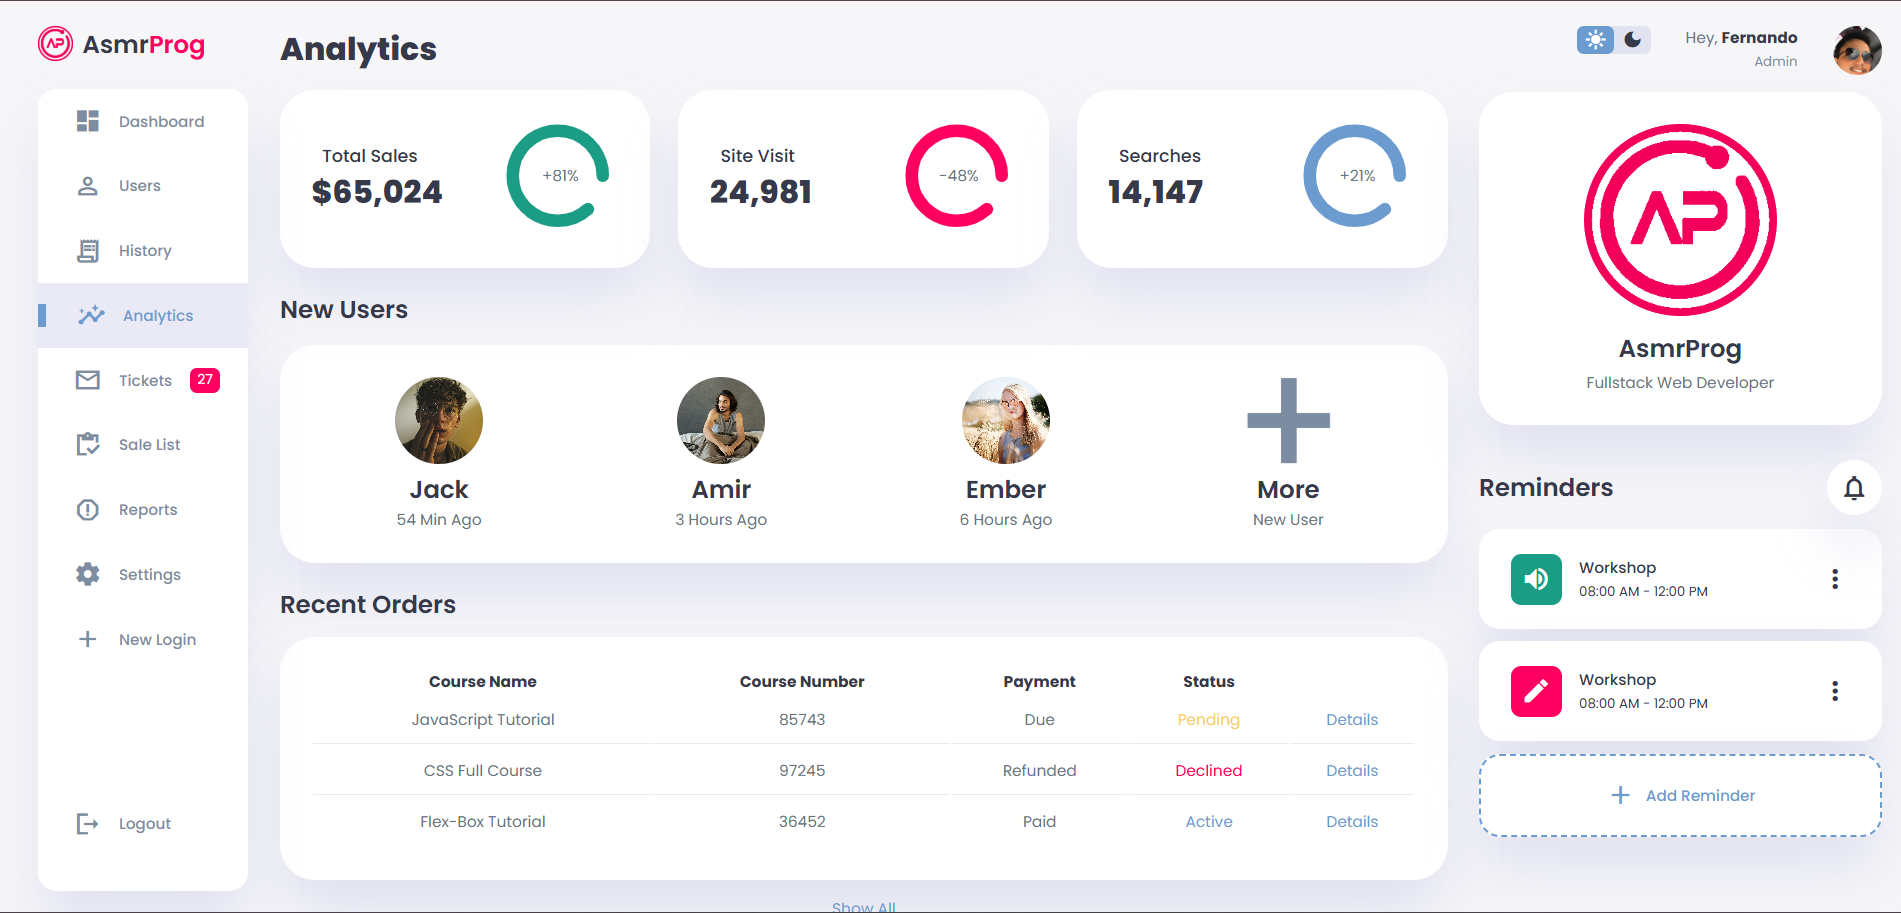 AsmrProg
Dashboard
Users
History
Analytics
Tickets 27
Sale List
Reports
Settings
New Login
Logout
Analytics
Total Sales
$65,024
+81%
Site Visit
24,981
-48%
Searches
14,147
+21%
New Users
Jack
54 Min Ago
Amir
3 Hours Ago
Ember
6 Hours Ago
More
New User
Recent Orders
Course Name Course Number Payment Status
JavaScript Tutorial 85743 Due Pending Details
CSS Full Course 97245 Refunded Declined Details
Flex-Box Tutorial 36452 Paid Active Details
Show All
Hey, Fernando
Admin
AP
AsmrProg
Fullstack Web Developer
Reminders
Workshop
08:00 AM - 12:00 PM
Workshop
08:00 AM - 12:00 PM
Add Reminder